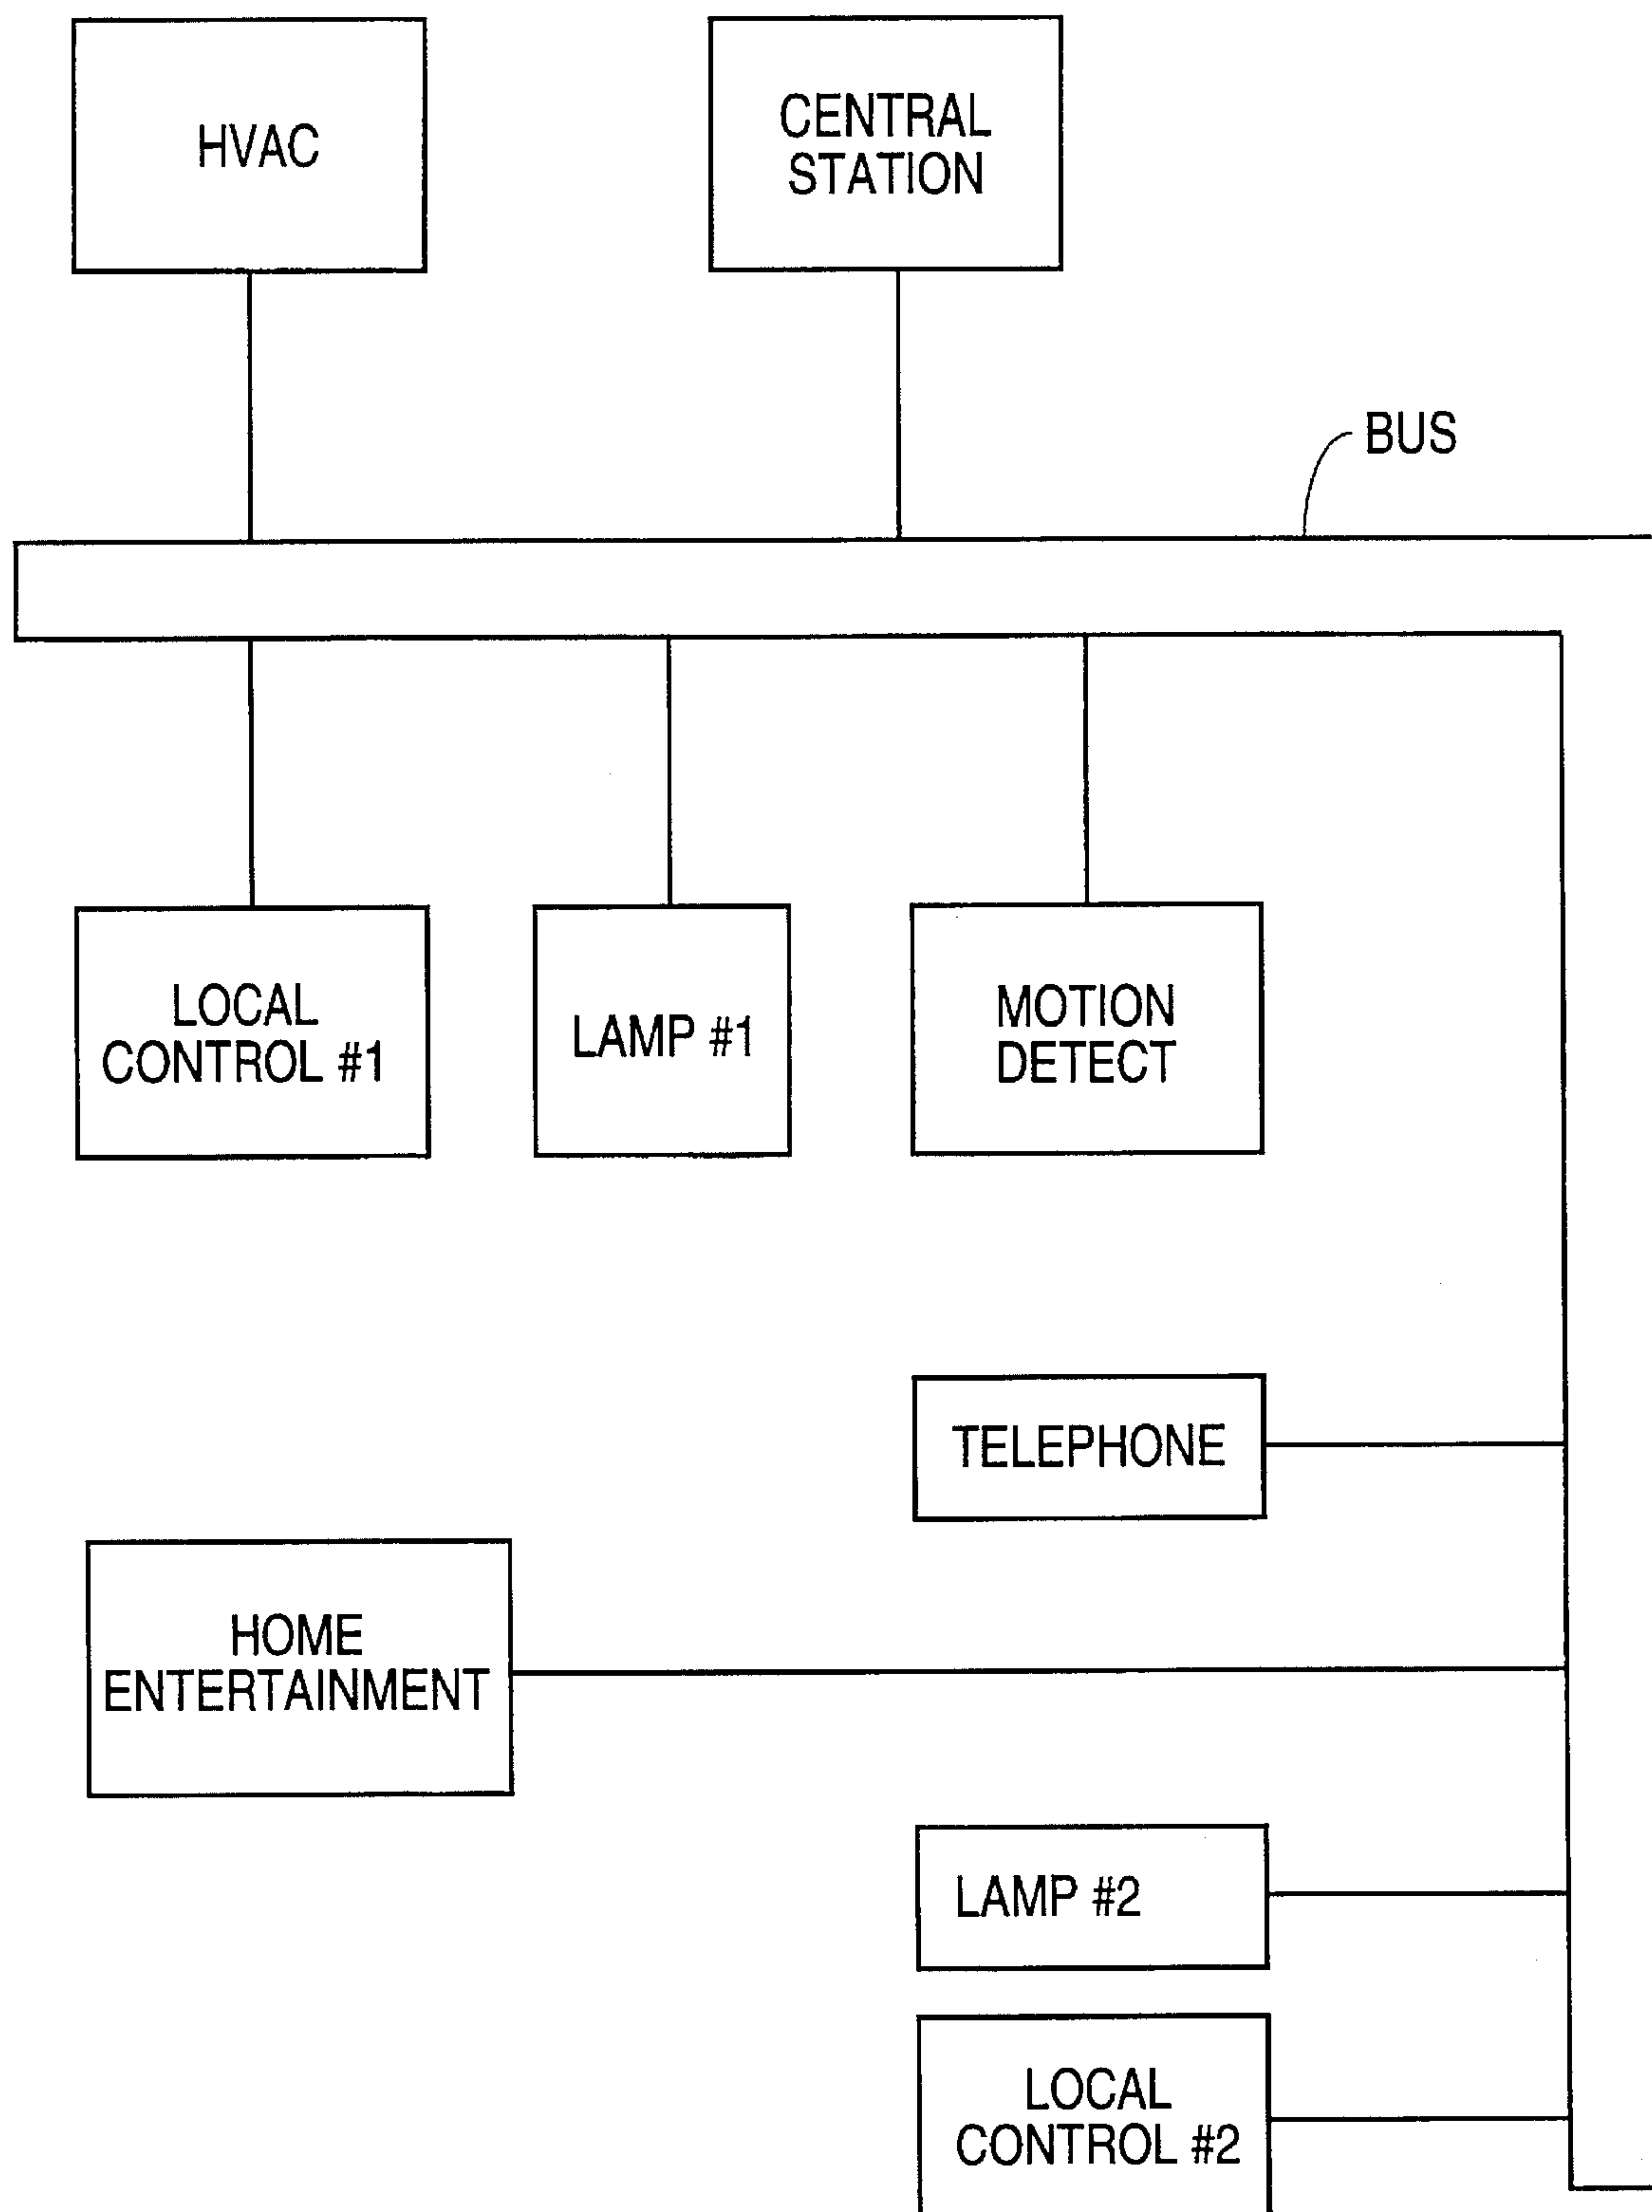 HVAC
CENTRAL
STATION
BUS
LOCAL
CONTROL #1
LAMP #1
MOTION
DETECT
TELEPHONE
HOME
ENTERTAINMENT
LAMP #2
LOCAL
CONTROL #2